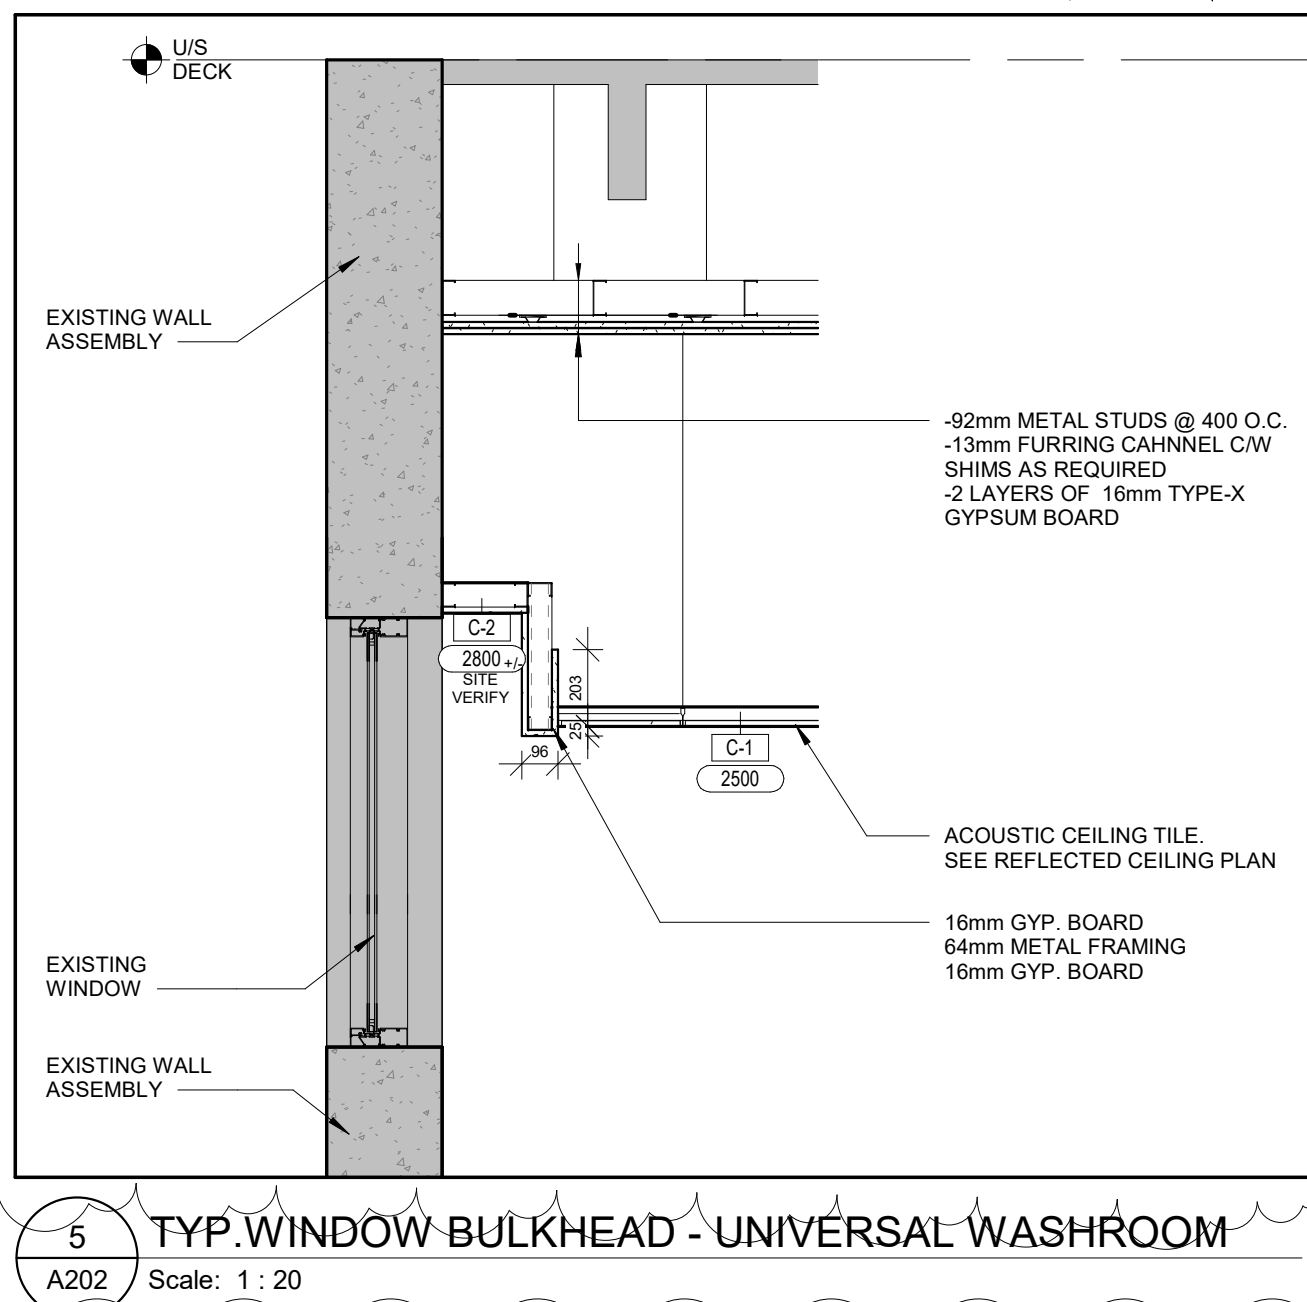 U/S
DECK
EXISTING WALL
ASSEMBLY
-92mm METAL STUDS @ 400 O.C.
-13mm FURRING CAHNNEL C/W
SHIMS AS REQUIRED
-2 LAYERS OF 16mm TYPE-X
GYPSUM BOARD
C-2
2800 +/-
SITE
VERIFY
203
25
96
C-1
2500
ACOUSTIC CEILING TILE.
SEE REFLECTED CEILING PLAN
16mm GYP. BOARD
64mm METAL FRAMING
16mm GYP. BOARD
EXISTING
WINDOW
EXISTING WALL
ASSEMBLY
5
A202
TYP.WINDOW BULKHEAD - UNIVERSAL WASHROOM
Scale: 1 : 20